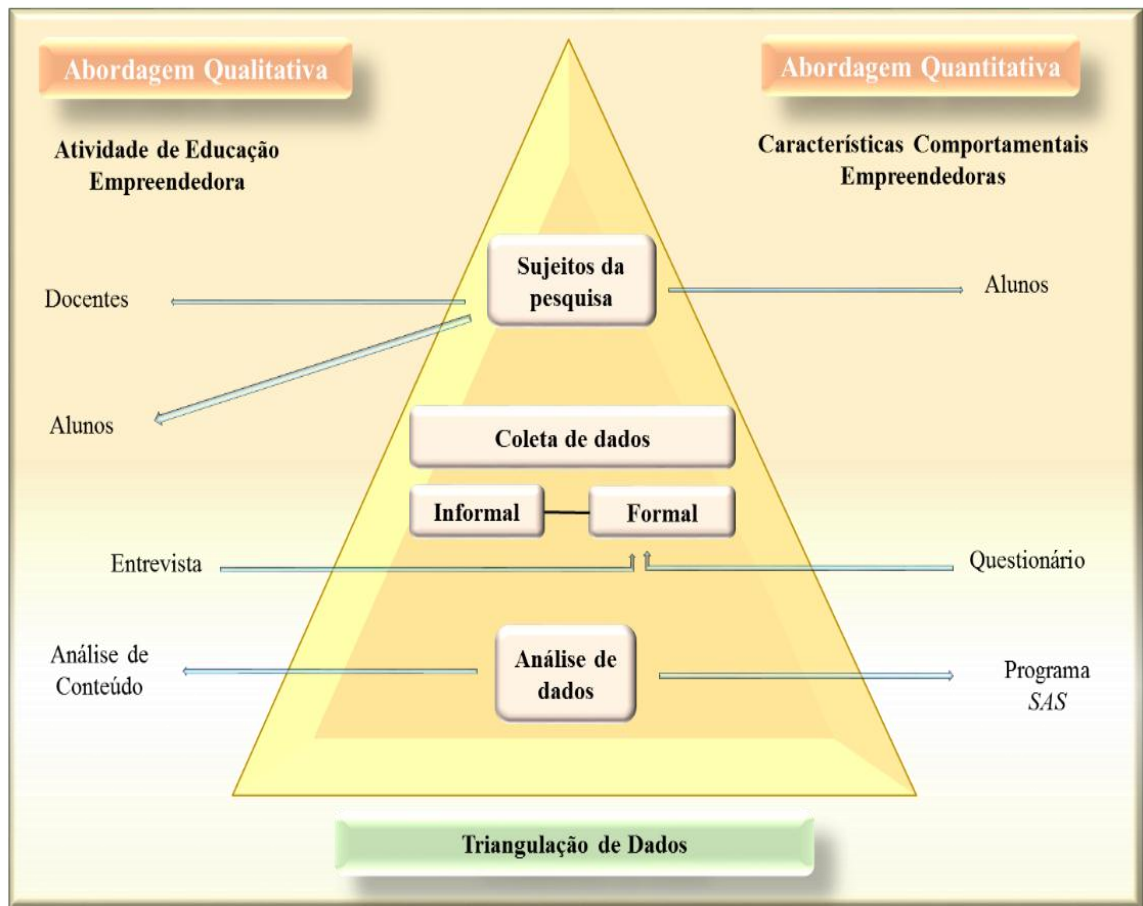 Abordagem Qualitativa
Abordagem Quantitativa
Atividade de Educação
Empreendedora
Características Comportamentais
Empreendedoras
Sujeitos da
pesquisa
Docentes
Alunos
Alunos
Coleta de dados
Informal
Formal
Entrevista
Questionário
Análise de
Conteúdo
Análise de
dados
Programa
SAS
Triangulação de Dados